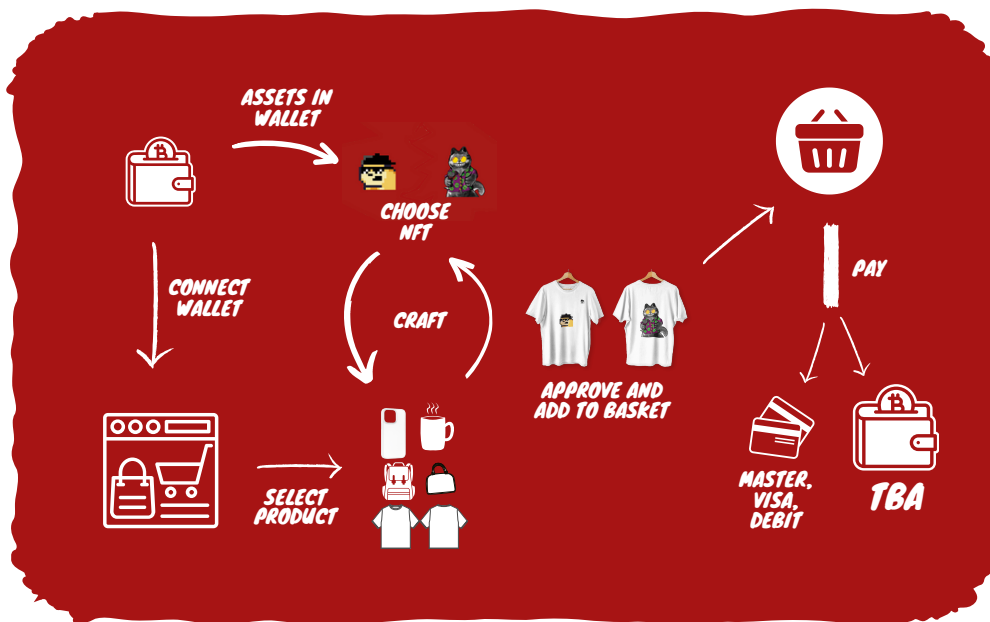 ASSETS IN
WALLET
CHOOSE
NFT
CONNECT
WALLET
CRAFT
PAY
APPROVE AND
ADD TO BASKET
SELECT
PRODUCT
MASTER,
VISA,
DEBIT
TBA